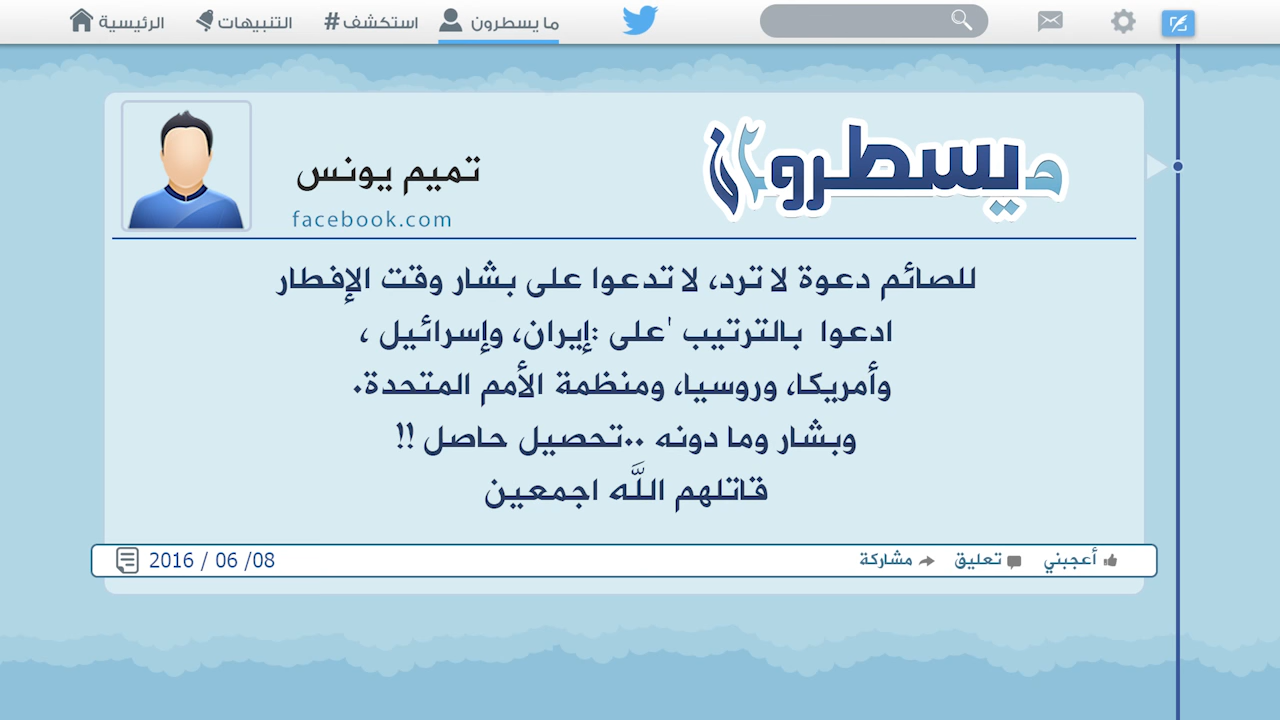 ما يسطرون استكشف# التنبيهات الرئيسية
ما يسطرون
تميم يونس
facebook.com
للصائم دعوة لا ترد، لا تدعوا على بشار وقت الإفطار
ادعوا بالترتيب 'على :إيران، وإسرائيل ،
وأمريكا، وروسيا، ومنظمة الأمم المتحدة.
وبشار وما دونه ..تحصيل حاصل !!
قاتلهم اللَّه اجمعين
أعجبني تعليق مشاركة
2016 / 06 /08